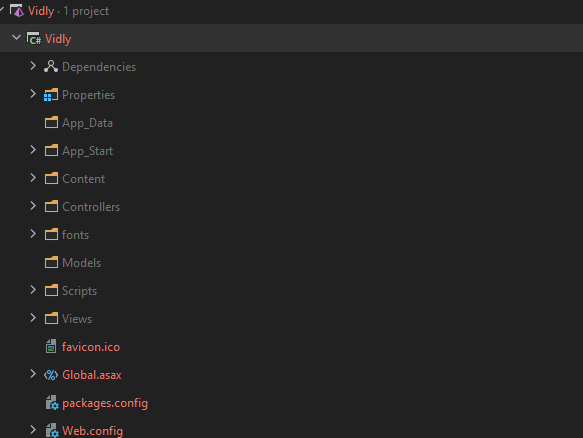 Vidly · 1 project
C# Vidly
Dependencies
Properties
App_Data
App_Start
Content
Controllers
fonts
Models
Scripts
Views
favicon.ico
Global.asax
packages.config
Web.config